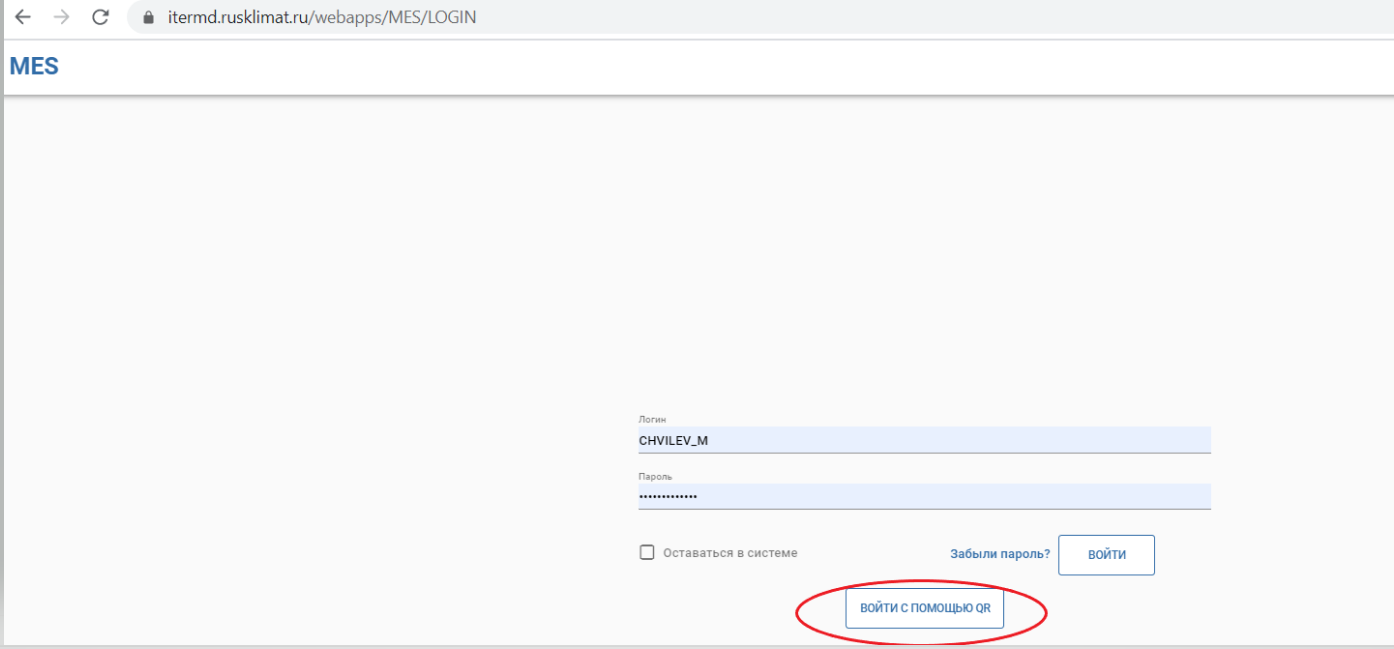 itermd.rusklimat.ru/webapps/MES/LOGIN
MES
Логин
CHVILEV_M
Пароль
•••••••••••••
Оставаться в системе
Забыли пароль?
ВОЙТИ
ВОЙТИ С ПОМОЩЬЮ QR